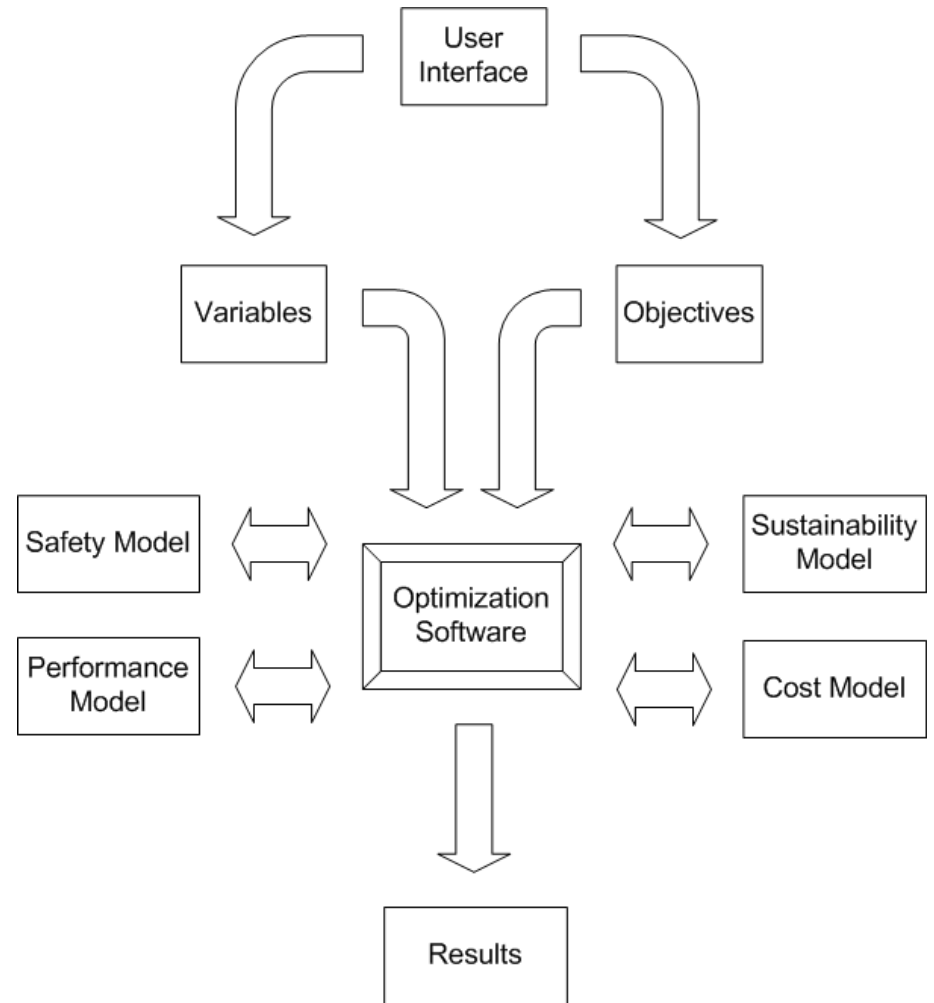 User
Interface
Variables
Objectives
Safety Model
Sustainability
Model
Optimization
Software
Performance
Model
Cost Model
Results